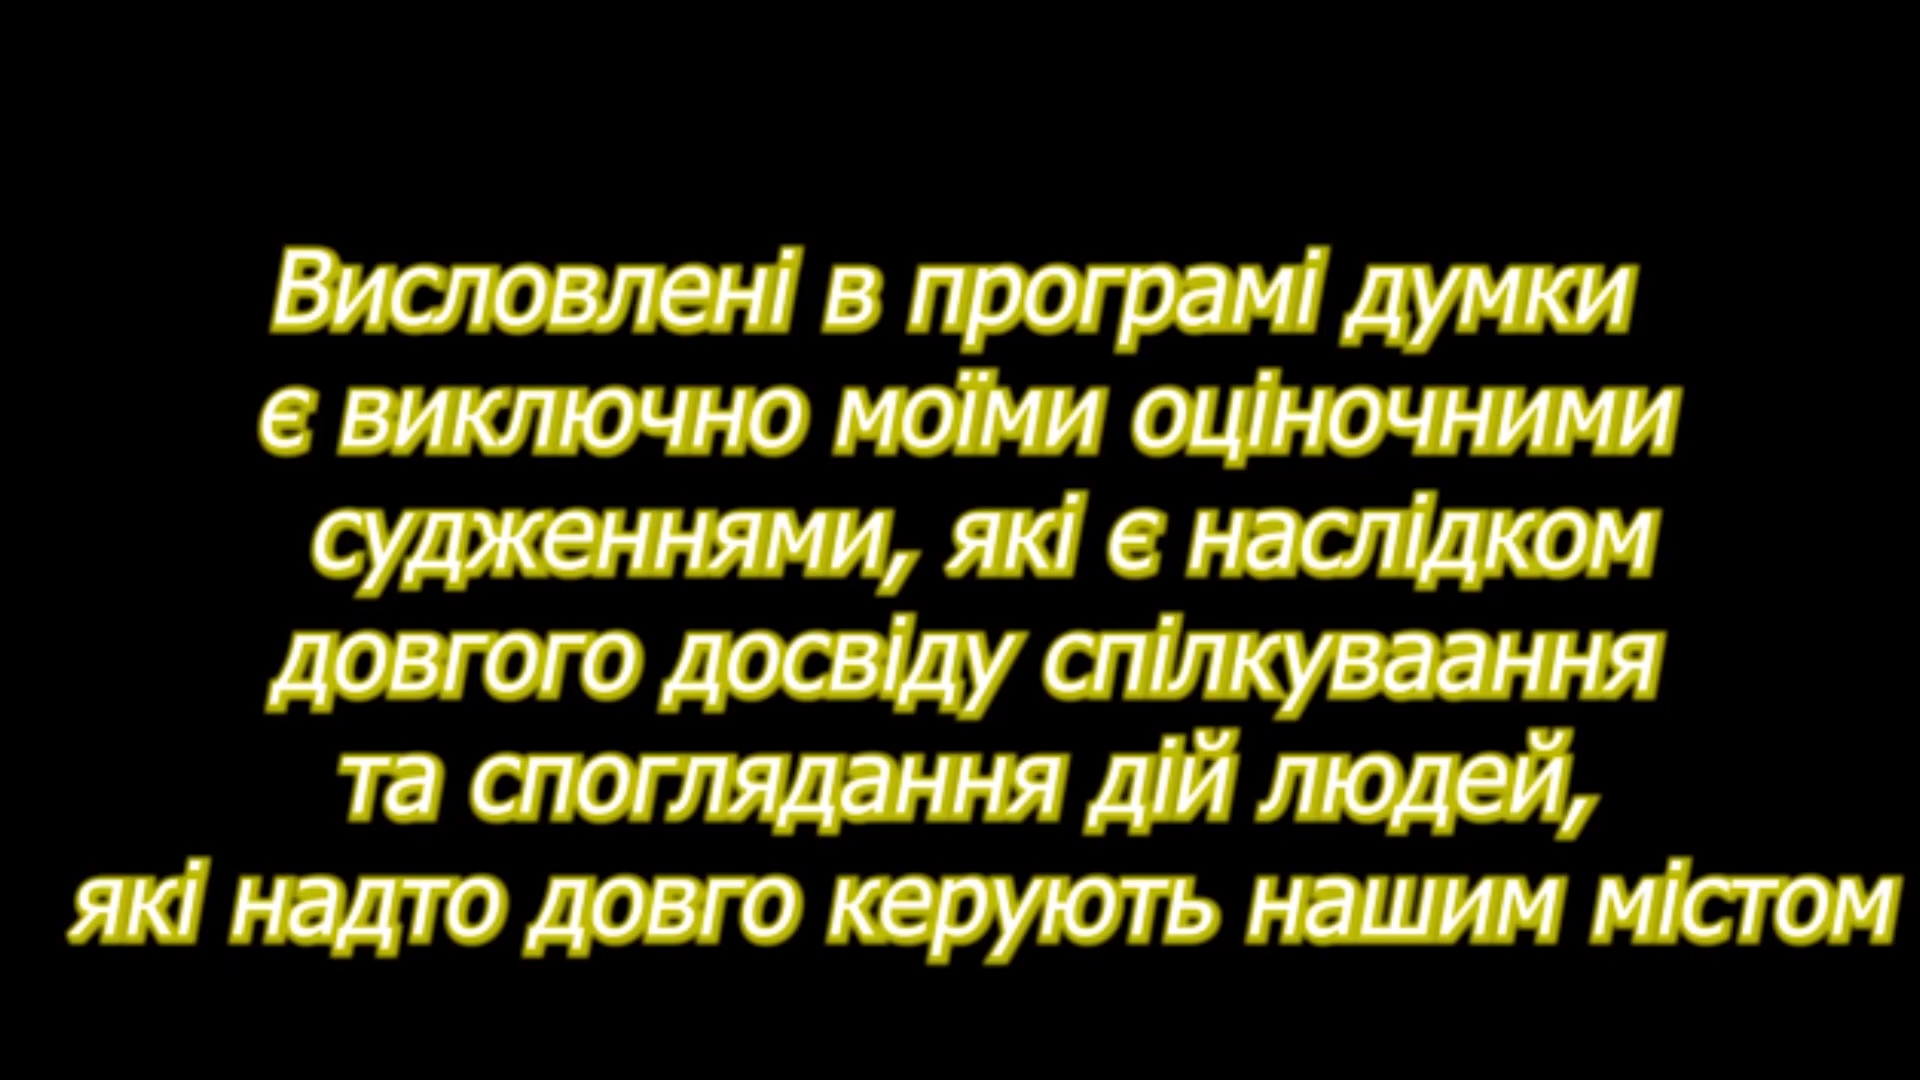 Висловлені в програмі думки
є виключно моїми оціночними
судженнями, які є наслідком
довгого досвіду спілкуваання
та споглядання дій людей,
які надто довго керують нашим містом